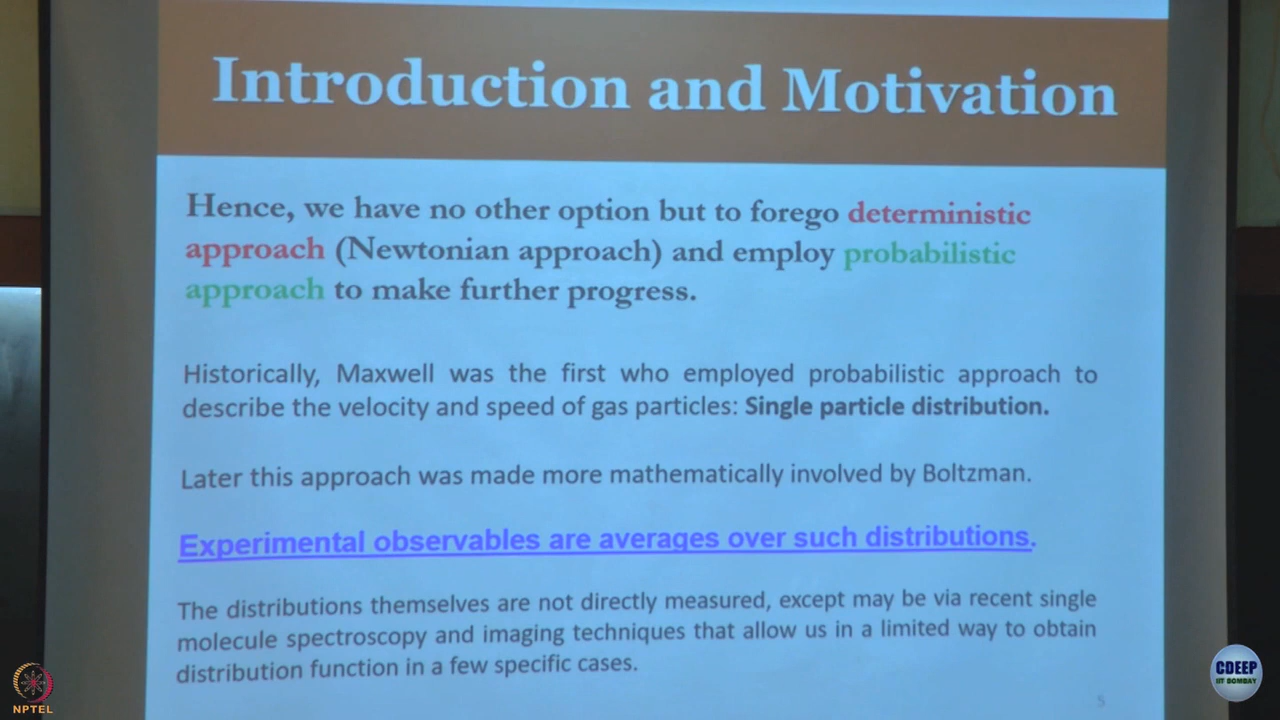 Introduction and Motivation
Hence, we have no other option but to forego deterministic
approach (Newtonian approach) and employ probabilistic
approach to make further progress.
Historically, Maxwell was the first who employed probabilistic approach to
describe the velocity and speed of gas particles: Single particle distribution.
Later this approach was made more mathematically involved by Boltzman.
Experimental observables are averages over such distributions.
The distributions themselves are not directly measured, except may be via recent single
molecule spectroscopy and imaging techniques that allow us in a limited way to obtain
distribution function in a few specific cases.
5
NPTEL
CDEEP
IIT BOMBAY